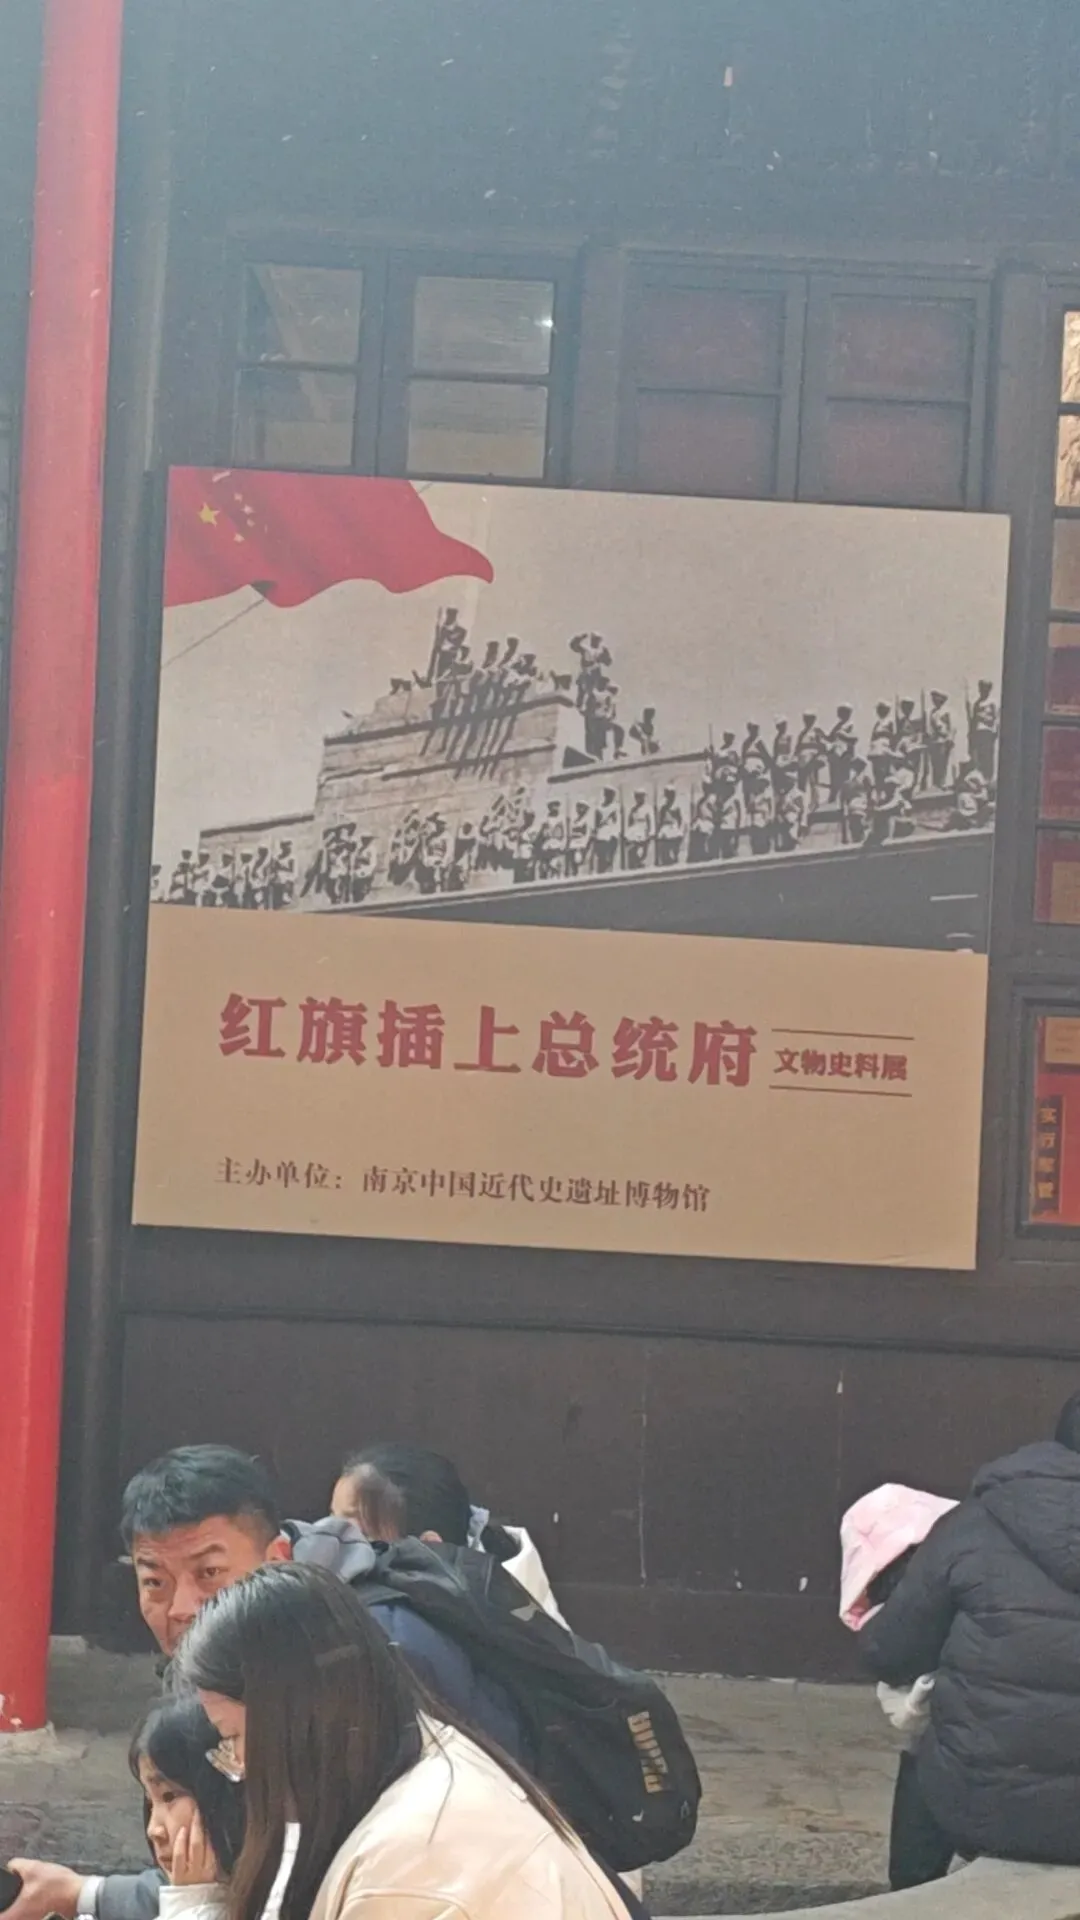 红旗插上总统府
文物史料展
主办单位：南京中国近代史遗址博物馆
PUMA